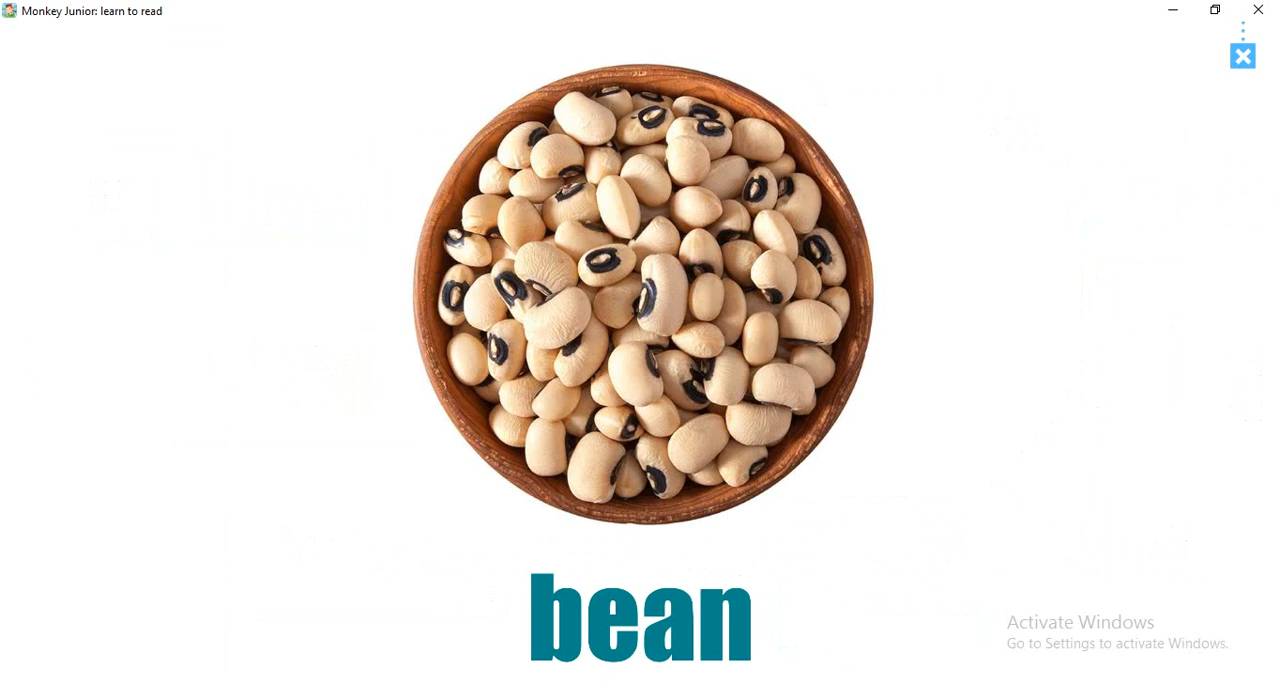 Monkey Junior: learn to read
bean
Activate Windows
Go to Settings to activate Windows.